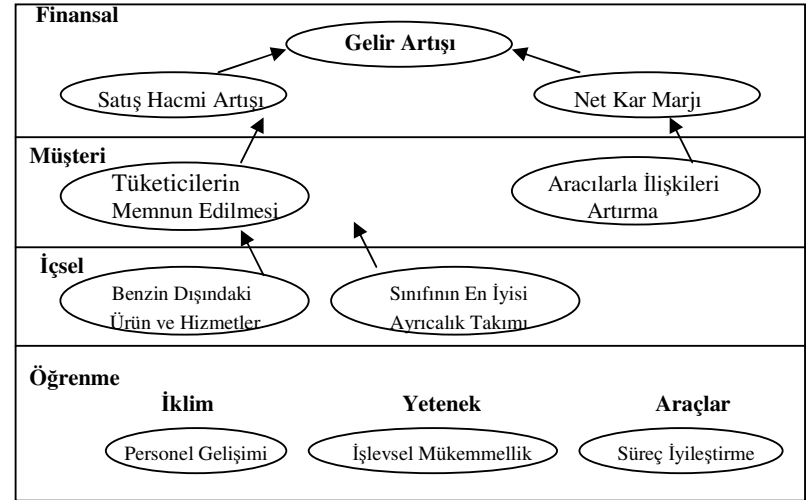 Finansal
Gelir Artışı
Satış Hacmi Artışı
Net Kar Marjı
Müşteri
Tüketicilerin
Memnun Edilmesi
Aracılarla İlişkileri
Artırma
İçsel
Benzin Dışındaki
Ürün ve Hizmetler
Sınıfının En İyisi
Ayrıcalık Takımı
Öğrenme
İklim
Yetenek
Araçlar
Personel Gelişimi
İşlevsel Mükemmellik
Süreç İyileştirme